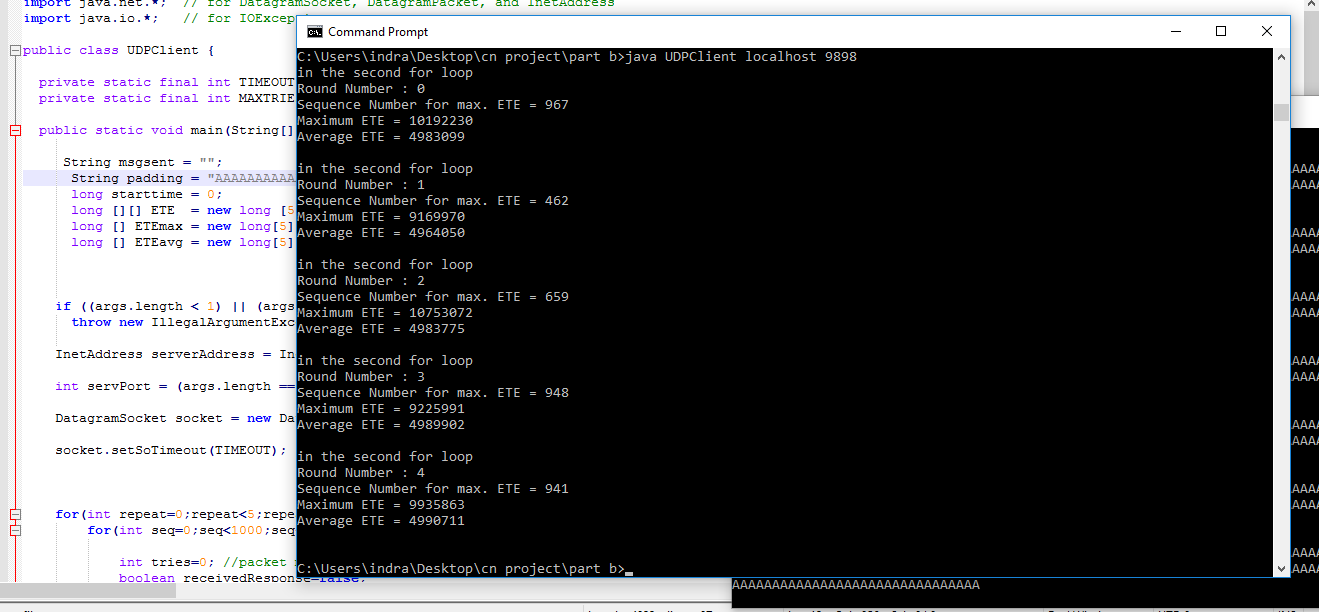 import java.net.*;  // for DatagramSocket, DatagramPacket, and InetAddress
import java.io.*;   // for IOExcep
public class UDPClient {
private static final int TIMEOUT
private static final int MAXTRIE
public static void main(String[]
String msgsent = "";
String padding = "AAAAAAAAAA
long starttime = 0;
long [][] ETE  = new long [5
long [] ETEmax = new long[5]
long [] ETEavg = new long[5]
if ((args.length < 1) || (args
throw new IllegalArgumentExc
InetAddress serverAddress = In
int servPort = (args.length ==
DatagramSocket socket = new Da
socket.setSoTimeout(TIMEOUT);
for(int repeat=0;repeat<5;repe
for(int seq=0;seq<1000;seq
int tries=0; //packet
boolean receivedResponse=false;
Command Prompt
C:\Users\indra\Desktop\cn project\part b>java UDPClient localhost 9898
in the second for loop
Round Number : 0
Sequence Number for max. ETE = 967
Maximum ETE = 10192230
Average ETE = 4983099
in the second for loop
Round Number : 1
Sequence Number for max. ETE = 462
Maximum ETE = 9169970
Average ETE = 4964050
in the second for loop
Round Number : 2
Sequence Number for max. ETE = 659
Maximum ETE = 10753072
Average ETE = 4983775
in the second for loop
Round Number : 3
Sequence Number for max. ETE = 948
Maximum ETE = 9225991
Average ETE = 4989902
in the second for loop
Round Number : 4
Sequence Number for max. ETE = 941
Maximum ETE = 9935863
Average ETE = 4990711
C:\Users\indra\Desktop\cn project\part b>
AAAAAAAAAAAAAAAAAAAAAAAAAAAAAAA